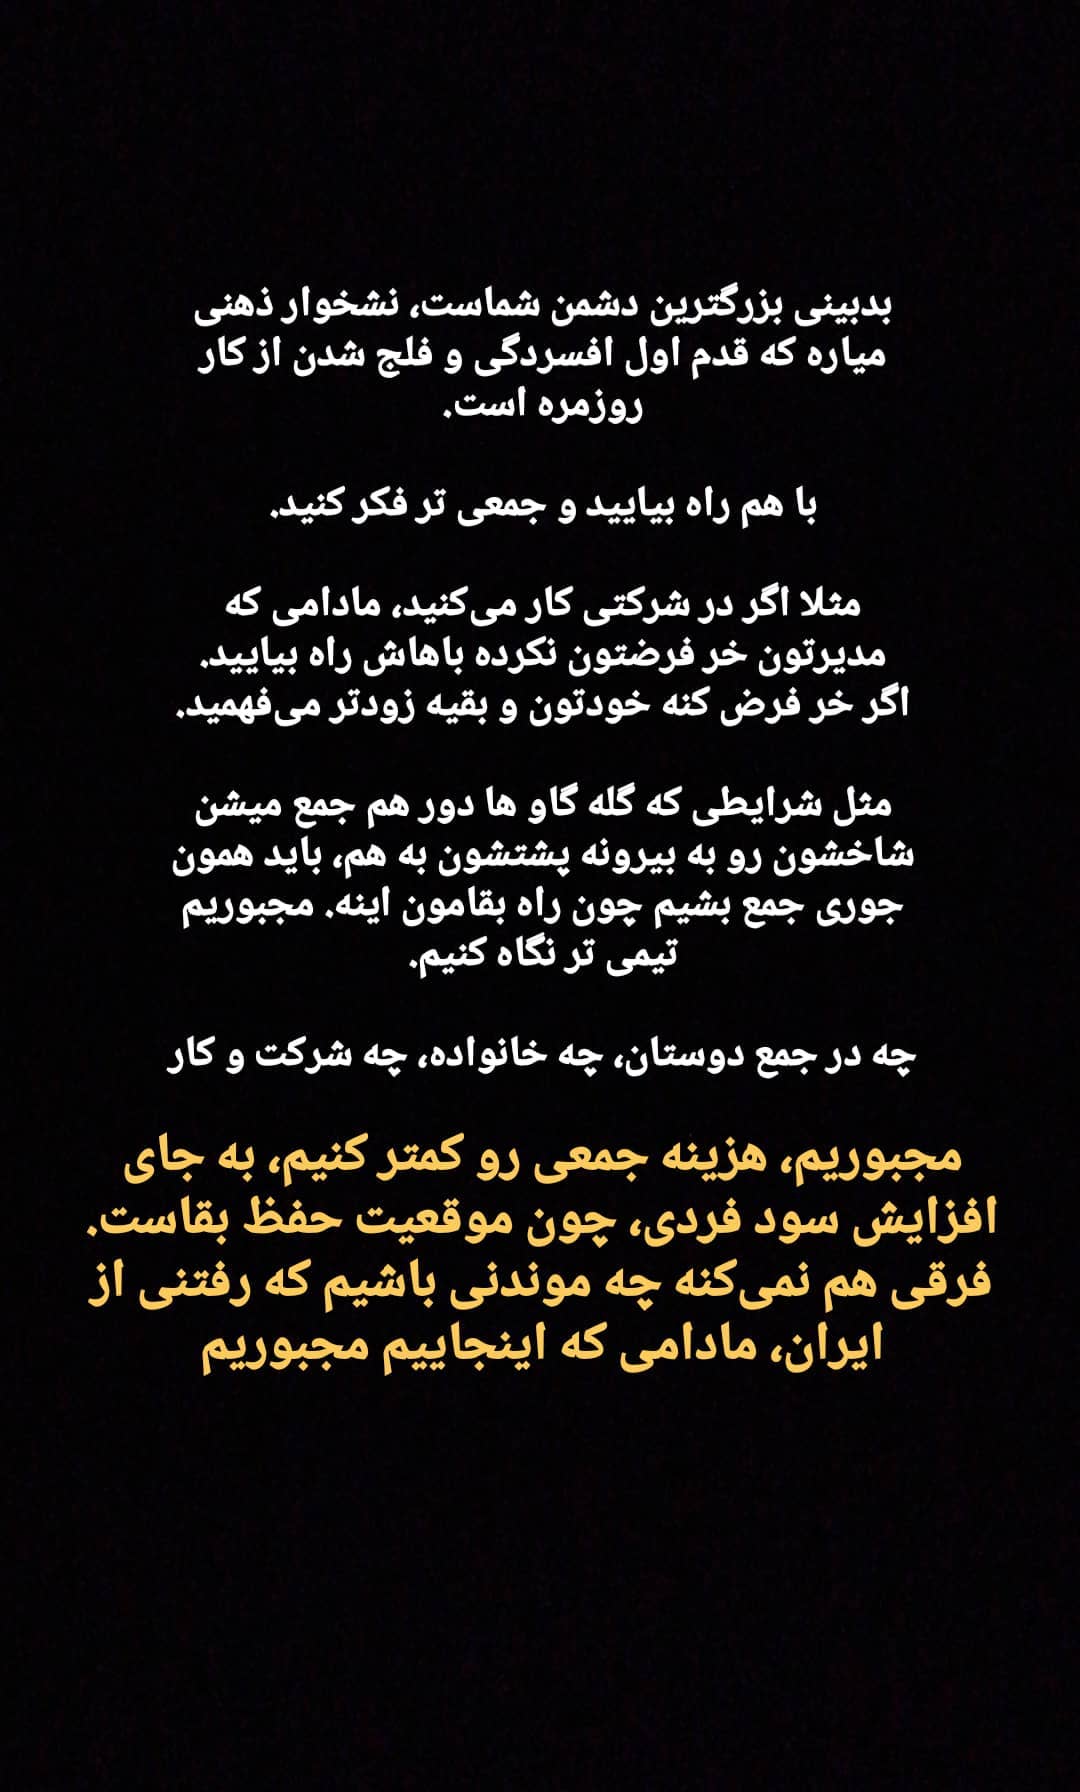 بدبینی بزرگترین دشمن شماست، نشخوار ذهنی
میاره که قدم اول افسردگی و فلج شدن از کار
روزمره است.
با هم راه بیایید و جمعی تر فکر کنید.
مثلا اگر در شرکتی کار می‌کنید، مادامی که
مدیرتون خر فرضتون نکرده باهاش راه بیایید.
اگر خر فرض کنه خودتون و بقیه زودتر می‌فهمید.
مثل شرایطی که گله گاو ها دور هم جمع میشن
شاخشون رو به بیرونه پشتشون به هم، باید همون
جوری جمع بشیم چون راه بقامون اینه. مجبوریم
تیمی تر نگاه کنیم.
چه در جمع دوستان، چه خانواده، چه شرکت و کار
مجبوریم، هزینه جمعی رو کمتر کنیم، به جای
افزایش سود فردی، چون موقعیت حفظ بقاست.
فرقی هم نمی‌کنه چه موندنی باشیم که رفتنی از
ایران، مادامی که اینجاییم مجبوریم